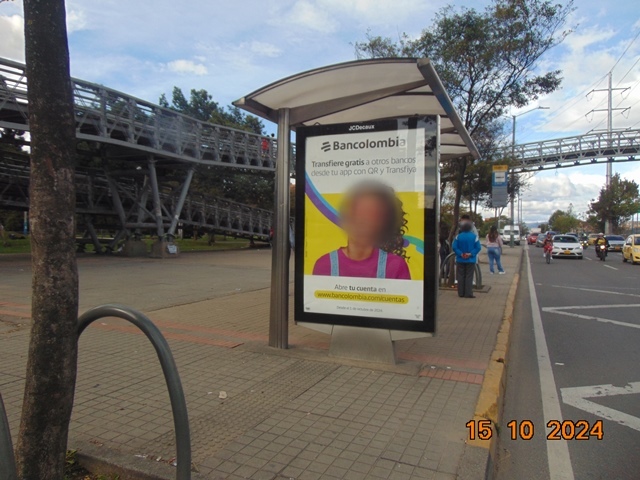 JCDecaux
Bancolombia
Transfiere gratis a otros bancos
desde tu app con QR y Transfiya
Abre tu cuenta en
www.bancolombia.com/cuentas
15 10 2024